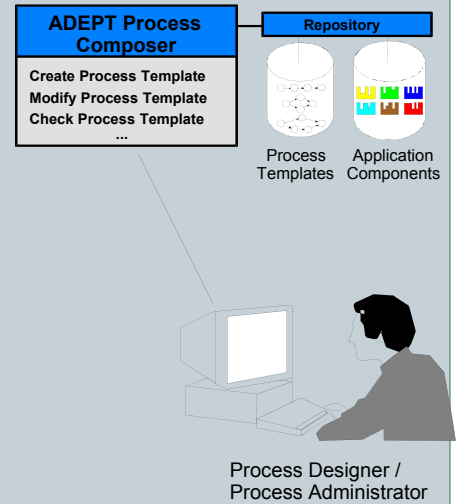 ADEPT Process
Composer
Create Process Template
Modify Process Template
Check Process Template
...
Repository
Process
Templates
Application
Components
Process Designer /
Process Administrator